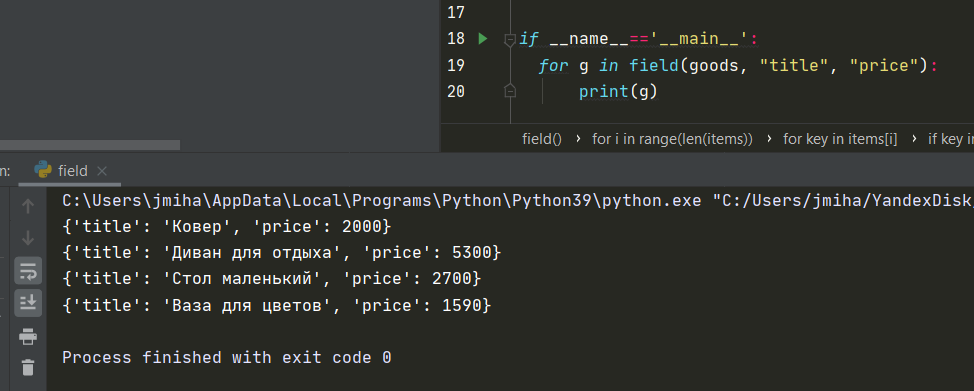 17
18 if __name__=='__main__':
19 for g in field(goods, "title", "price"):
20 print(g)
field() › for i in range(len(items)) › for key in items[i] › if key in
n: field ×
C:\Users\jmiha\AppData\Local\Programs\Python\Python39\python.exe "C:/Users/jmiha/YandexDisk/
{'title': 'Ковер', 'price': 2000}
{'title': 'Диван для отдыха', 'price': 5300}
{'title': 'Стол маленький', 'price': 2700}
{'title': 'Ваза для цветов', 'price': 1590}
Process finished with exit code 0